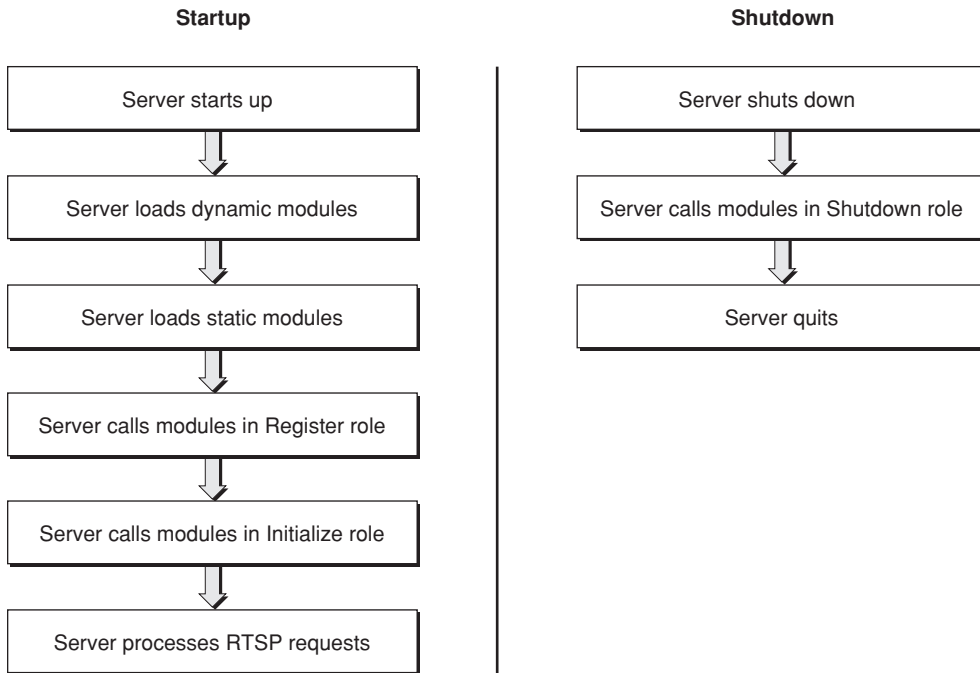 Startup
Server starts up
Server loads dynamic modules
Server loads static modules
Server calls modules in Register role
Server calls modules in Initialize role
Server processes RTSP requests
Shutdown
Server shuts down
Server calls modules in Shutdown role
Server quits